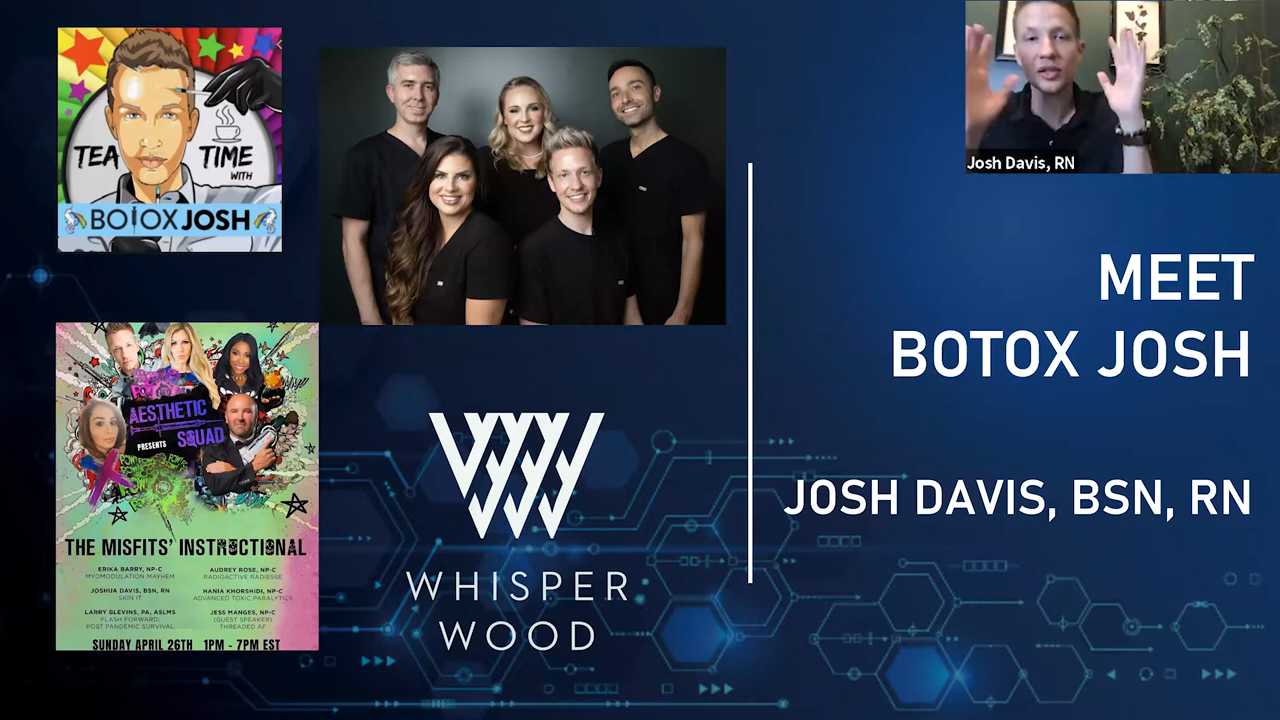 TEA TIME
WITH
BOTOXJOSH
Josh Davis, RN
MEET
BOTOX JOSH
JOSH DAVIS, BSN, RN
AESTHETIC
PRESENTS SQUAD
THE MISFITS' INSTRUCTIONAL
ERIKA BARRY, NP-C
MYOMODULATION MAYHEM
JOSHUA DAVIS, BSN, RN
SKIN IT
LARRY BLEVINS, PA, ASLMS
FLASH FORWARD:
POST PANDEMIC SURVIVAL
AUDREY ROSE, NP-C
RADIOACTIVE RADIESSE
HANIA KHORSHIDI, NP-C
ADVANCED TOXIC PARALYTICS
JESS MANGES, NP-C
(GUEST SPEAKER)
THREADED AF
SUNDAY APRIL 26TH 1PM - 7PM EST
WHISPER
WOOD